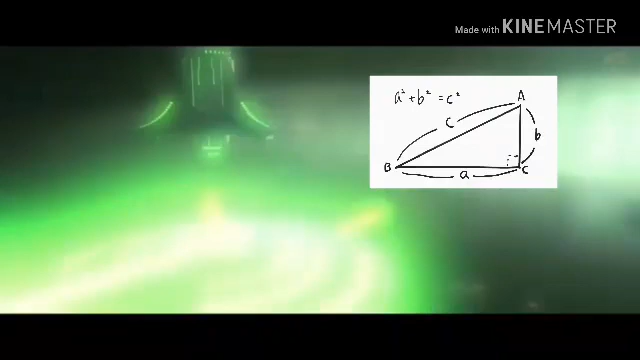 Made with KINEMASTER
a² + b² = c²
A
c
b
B
a
C